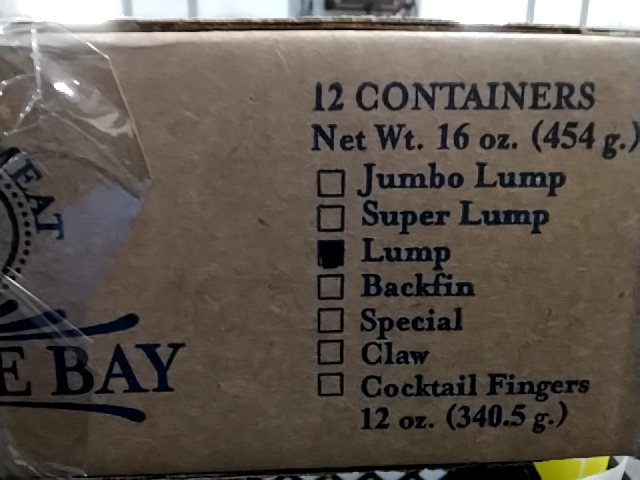 12 CONTAINERS
Net Wt. 16 oz. (454 g.)
Jumbo Lump
Super Lump
Lump
Backfin
Special
Claw
Cocktail Fingers
12 oz. (340.5 g.)
EAT
E BAY